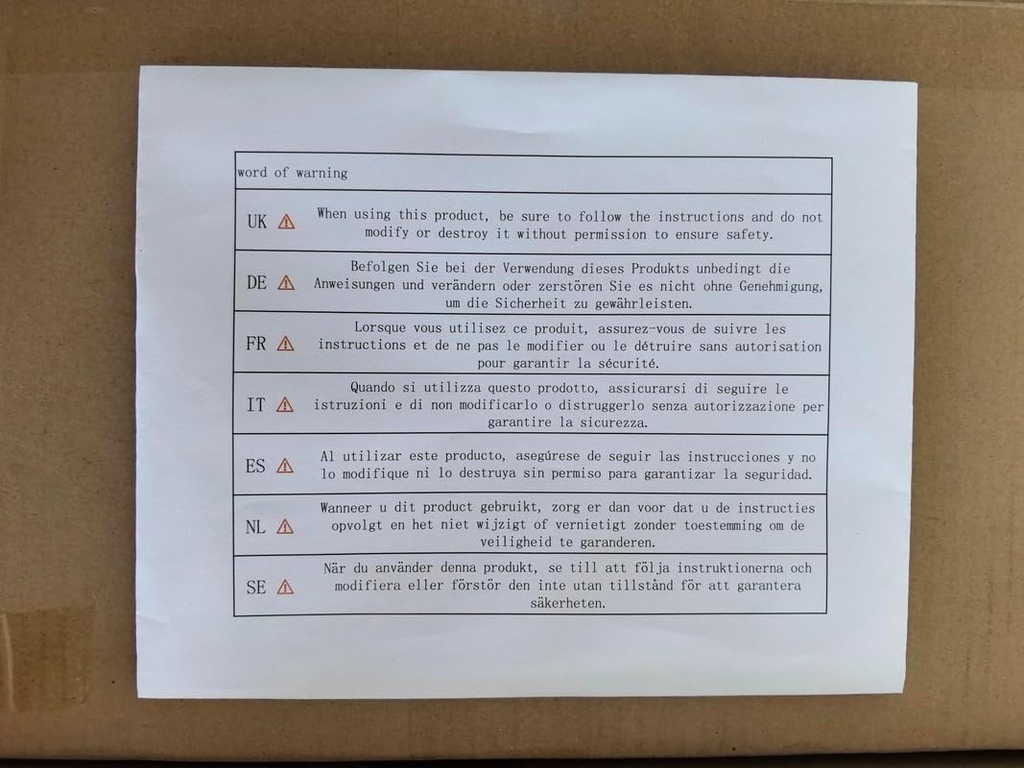 word of warning
UK When using this product, be sure to follow the instructions and do not
modify or destroy it without permission to ensure safety.
DE Befolgen Sie bei der Verwendung dieses Produkts unbedingt die
Anweisungen und verändern oder zerstören Sie es nicht ohne Genehmigung,
um die Sicherheit zu gewährleisten.
FR Lorsque vous utilisez ce produit, assurez-vous de suivre les
instructions et de ne pas le modifier ou le détruire sans autorisation
pour garantir la sécurité.
IT Quando si utilizza questo prodotto, assicurarsi di seguire le
istruzioni e di non modificarlo o distruggerlo senza autorizzazione per
garantire la sicurezza.
ES Al utilizar este producto, asegúrese de seguir las instrucciones y no
lo modifique ni lo destruya sin permiso para garantizar la seguridad.
NL Wanneer u dit product gebruikt, zorg er dan voor dat u de instructies
opvolgt en het niet wijzigt of vernietigt zonder toestemming om de
veiligheid te garanderen.
SE När du använder denna produkt, se till att följa instruktionerna och
modifiera eller förstör den inte utan tillstånd för att garantera
säkerheten.